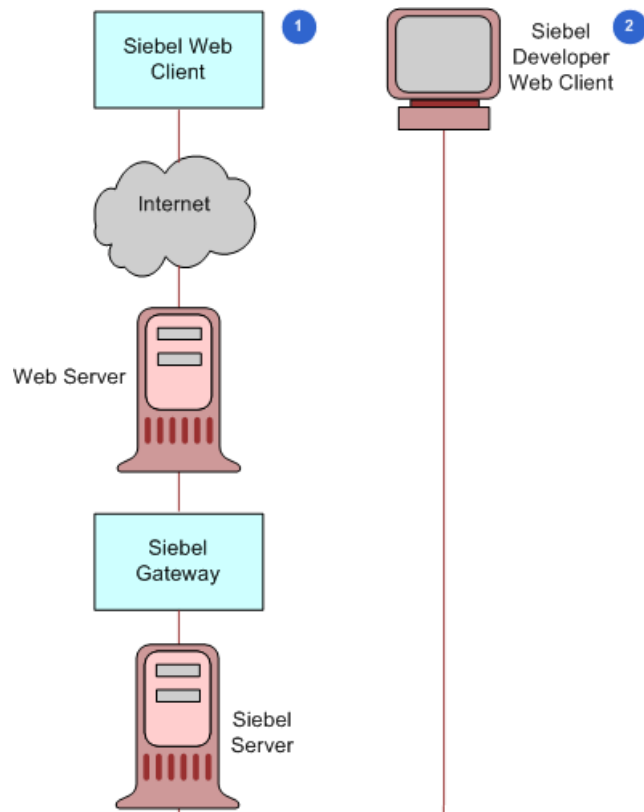 Siebel Web
Client
1
Siebel
Developer
Web Client
2
Internet
Web Server
Siebel
Gateway
Siebel
Server